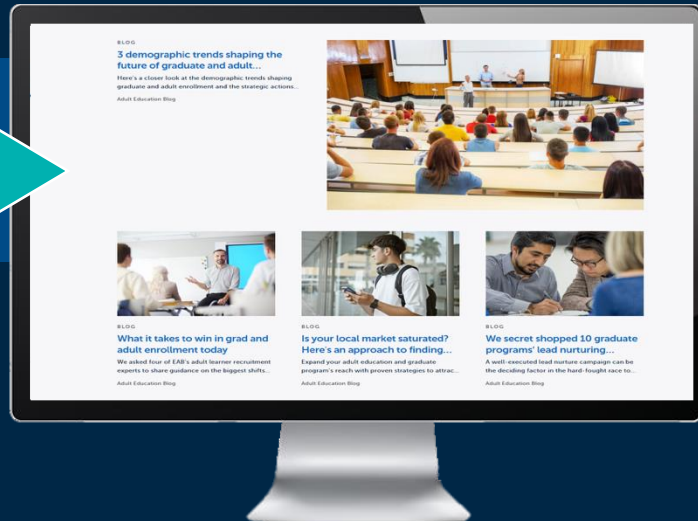 BLOG
3 demographic trends shaping the
future of graduate and adult...
Here's a closer look at the demographic trends shaping
graduate and adult enrollment and the strategic actions...
Adult Education Blog
BLOG
What it takes to win in grad and
adult enrollment today
We asked four of EAB's adult learner recruitment
experts to share guidance on the biggest shifts...
Adult Education Blog
BLOG
Is your local market saturated?
Here's an approach to finding...
Expand your adult education and graduate
program's reach with proven strategies to attrac...
Adult Education Blog
BLOG
We secret shopped 10 graduate
programs' lead nurturing...
A well-executed lead nurture campaign can be
the deciding factor in the hard-fought race to...
Adult Education Blog